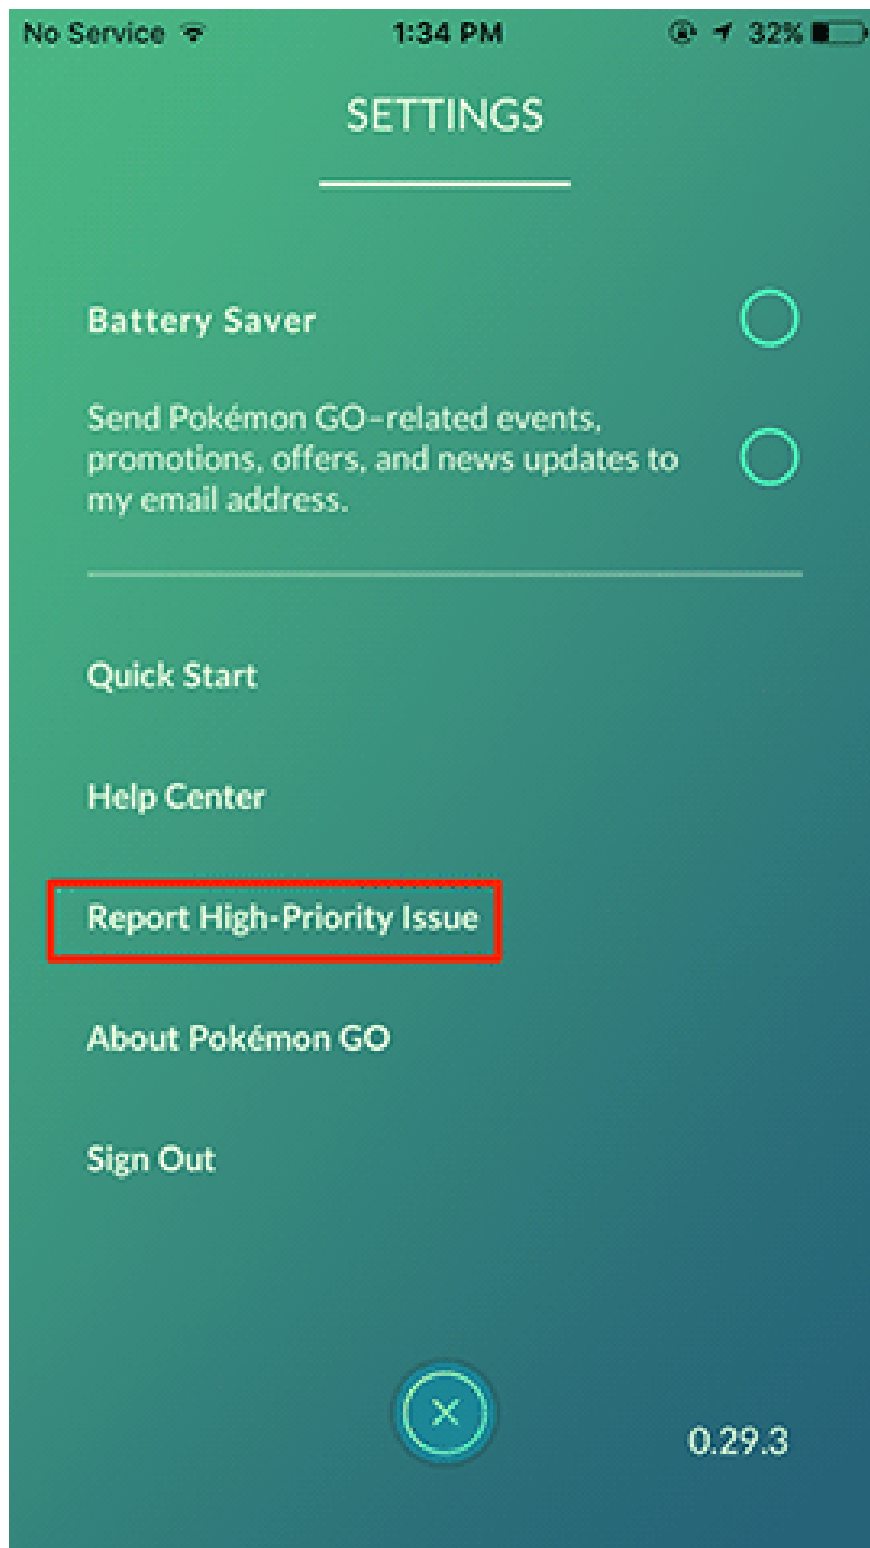 No Service 1:34 PM 32%
SETTINGS
Battery Saver
Send Pokémon GO–related events,
promotions, offers, and news updates to
my email address.
Quick Start
Help Center
Report High-Priority Issue
About Pokémon GO
Sign Out
0.29.3